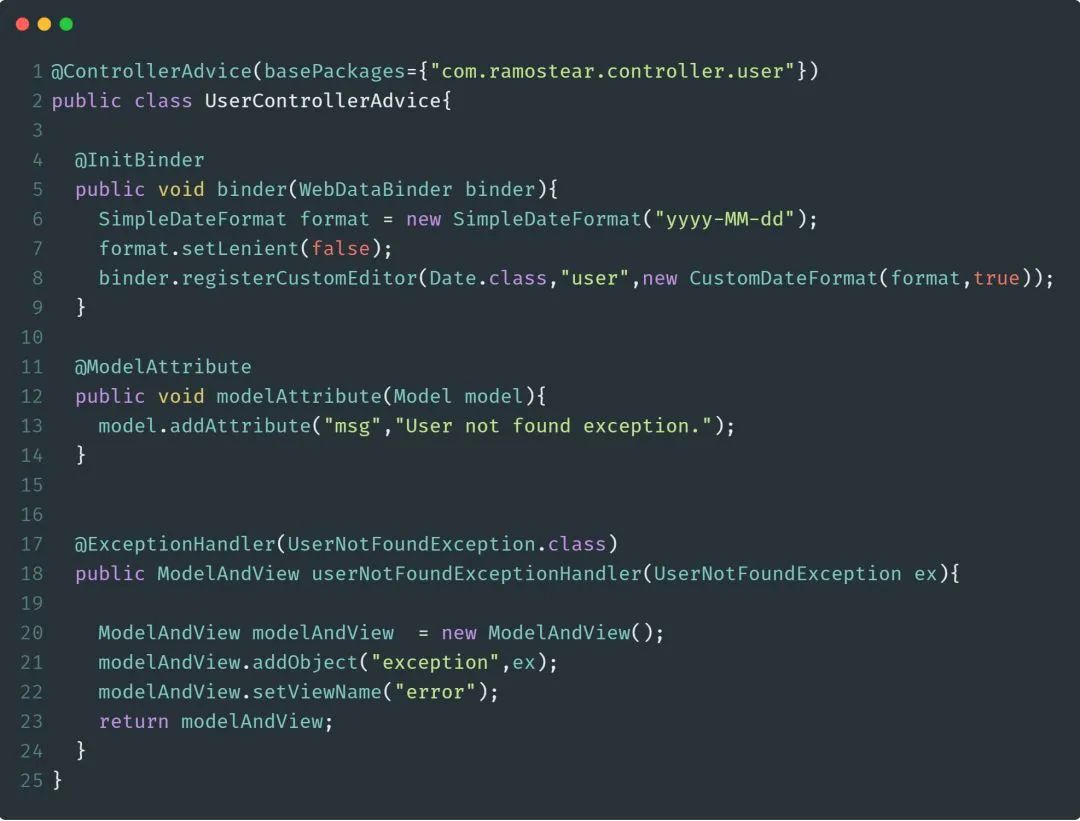 1 @ControllerAdvice(basePackages={"com.ramostear.controller.user"})
2 public class UserControllerAdvice{
3
4   @InitBinder
5   public void binder(WebDataBinder binder){
6     SimpleDateFormat format = new SimpleDateFormat("yyyy-MM-dd");
7     format.setLenient(false);
8     binder.registerCustomEditor(Date.class,"user",new CustomDateFormat(format,true));
9   }
10
11   @ModelAttribute
12   public void modelAttribute(Model model){
13     model.addAttribute("msg","User not found exception.");
14   }
15
16
17   @ExceptionHandler(UserNotFoundException.class)
18   public ModelAndView userNotFoundExceptionHandler(UserNotFoundException ex){
19
20     ModelAndView modelAndView  = new ModelAndView();
21     modelAndView.addObject("exception",ex);
22     modelAndView.setViewName("error");
23     return modelAndView;
24   }
25 }